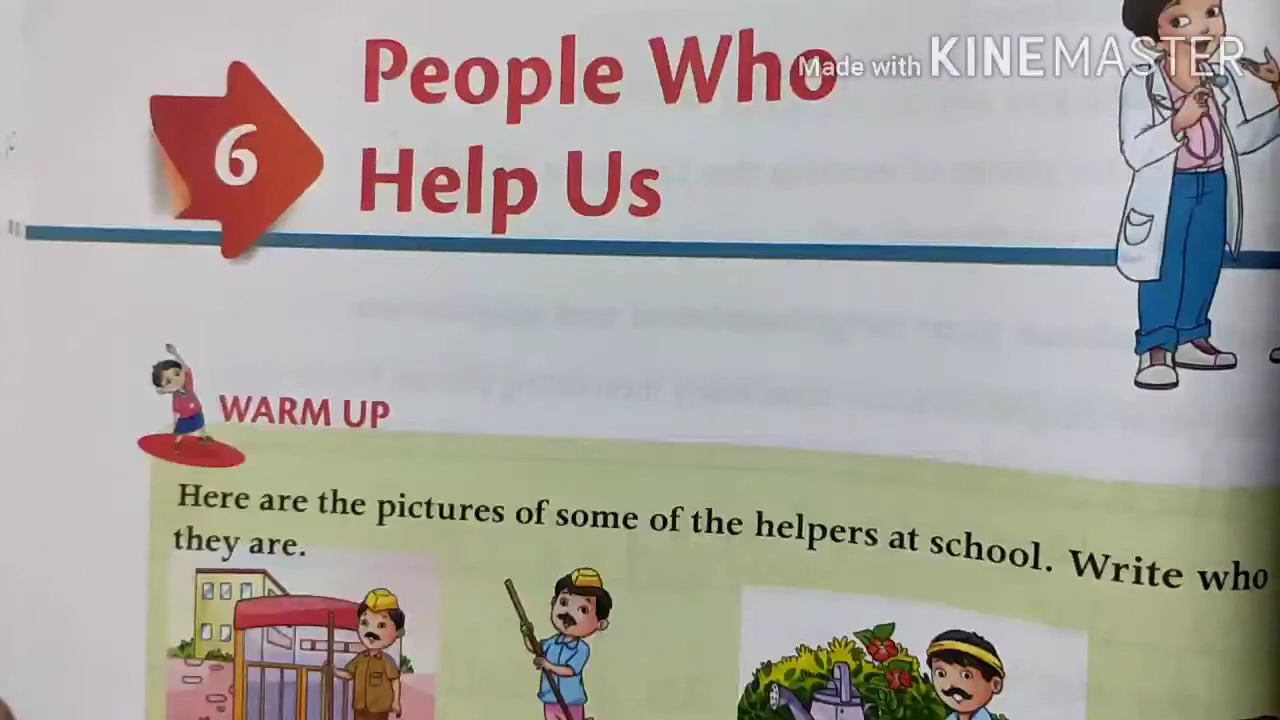 Made with KINEMASTER
People Who
6
Help Us
WARM UP
Here are the pictures of some of the helpers at school. Write who
they are.